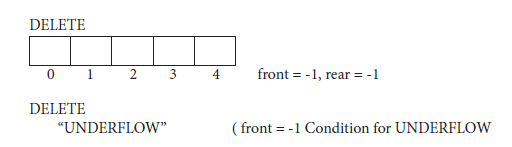 DELETE
0 1 2 3 4 front = -1, rear = -1
DELETE
“UNDERFLOW” ( front = -1 Condition for UNDERFLOW